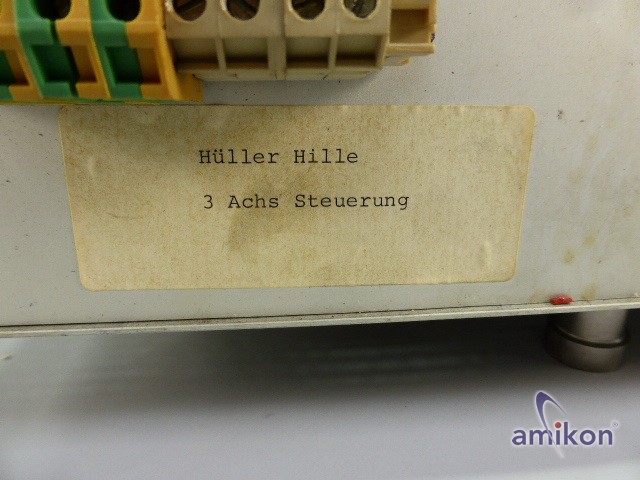 Hüller Hille
3 Achs Steuerung
amikon®